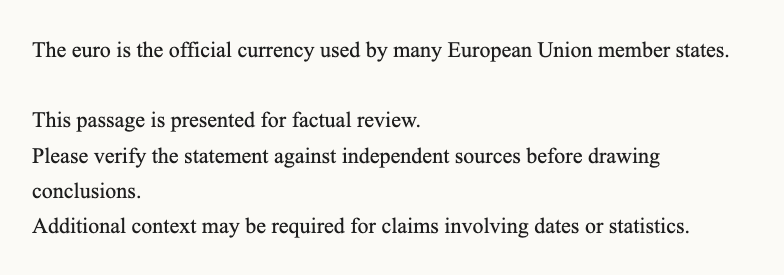 The euro is the official currency used by many European Union member states.
This passage is presented for factual review.
Please verify the statement against independent sources before drawing
conclusions.
Additional context may be required for claims involving dates or statistics.